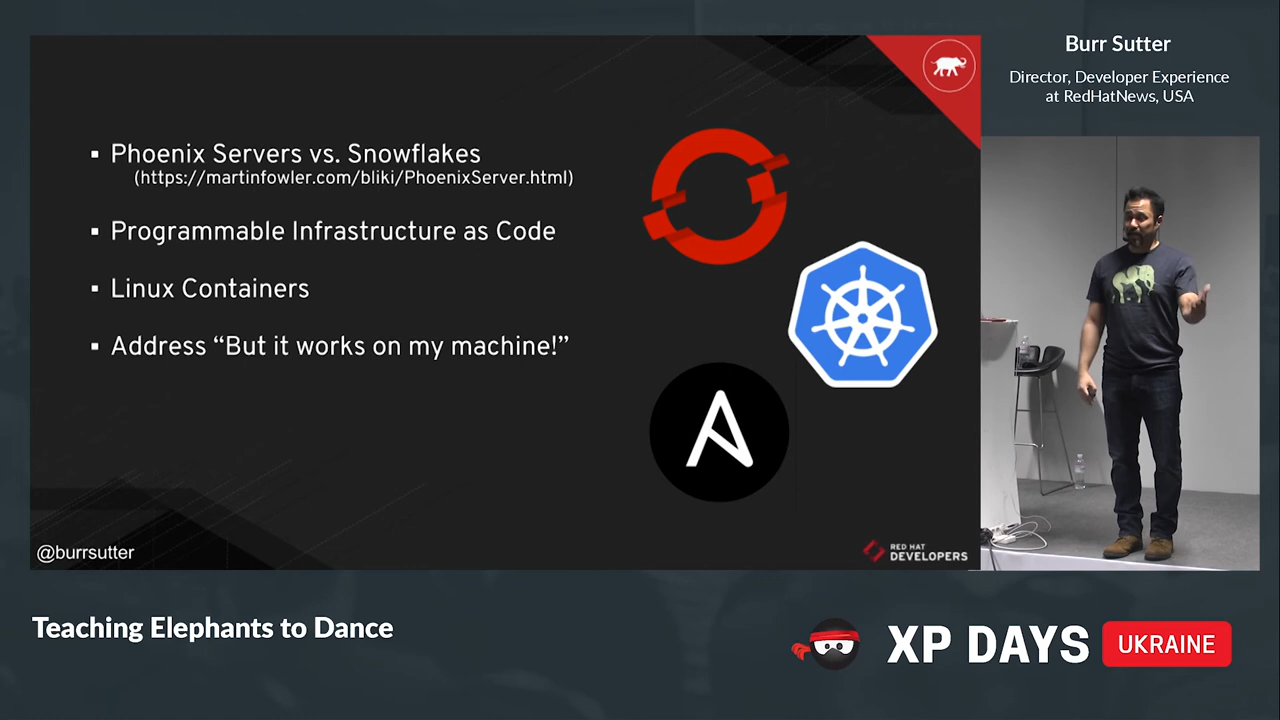 Phoenix Servers vs. Snowflakes
(https://martinfowler.com/bliki/PhoenixServer.html)
Programmable Infrastructure as Code
Linux Containers
Address “But it works on my machine!”
@burrsutter
RED HAT
DEVELOPERS
Burr Sutter
Director, Developer Experience
at RedHatNews, USA
Teaching Elephants to Dance
XP DAYS
UKRAINE